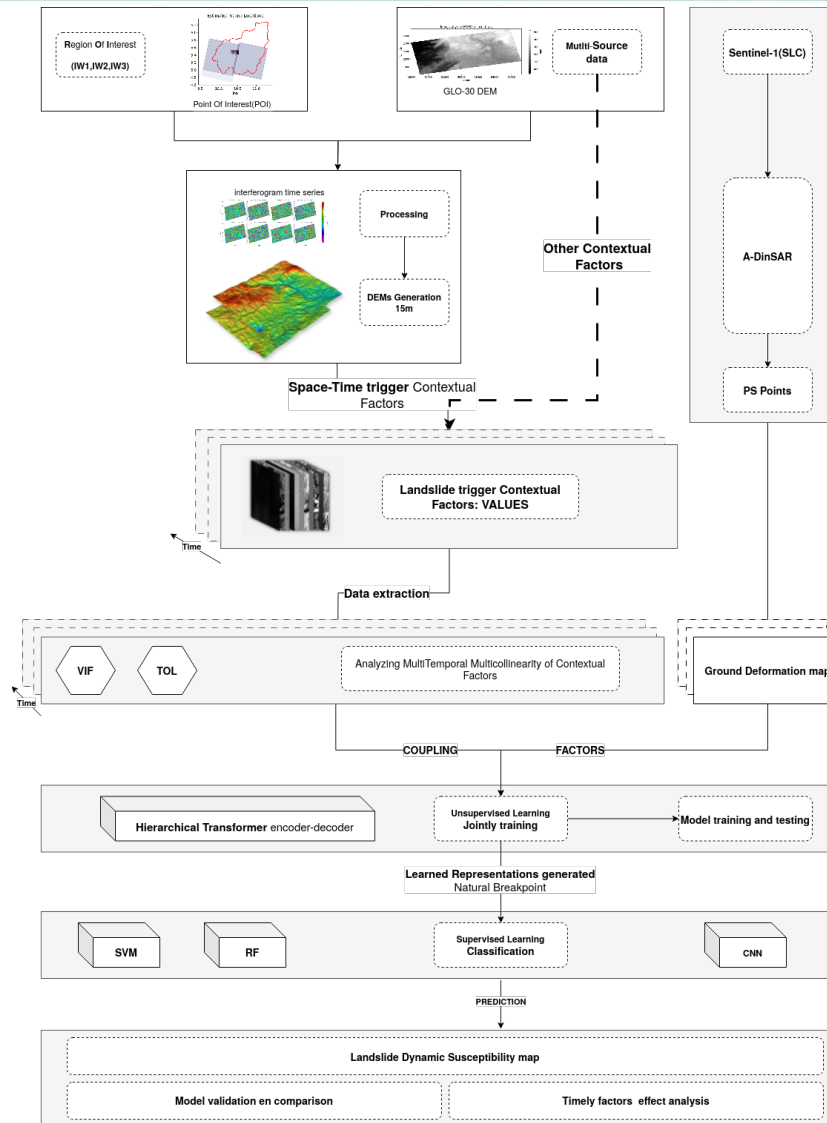 Region Of Interest
(IW1,IW2,IW3)
Point Of Interest(POI)
GLO-30 DEM
Mutlti-Source
data
Sentinel-1(SLC)
interferogram time series
Processing
DEMs Generation
15m
Other Contextual
Factors
A-DinSAR
PS Points
Space-Time trigger Contextual
Factors
Landslide trigger Contextual
Factors: VALUES
Time
Data extraction
VIF
TOL
Analyzing MultiTemporal Multicollinearity of Contextual
Factors
Ground Deformation map
Time
COUPLING
FACTORS
Hierarchical Transformer encoder-decoder
Unsupervised Learning
Jointly training
Model training and testing
Learned Representations generated
Natural Breakpoint
SVM
RF
Supervised Learning
Classification
CNN
PREDICTION
Landslide Dynamic Susceptibility map
Model validation en comparison
Timely factors effect analysis